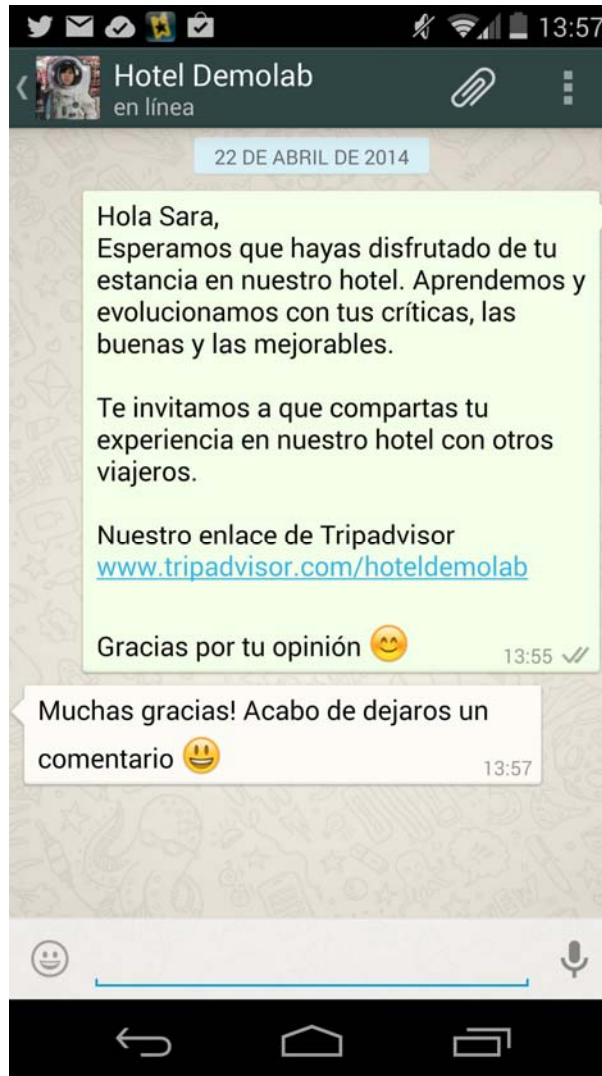 13:57
Hotel Demolab
en línea
22 DE ABRIL DE 2014
Hola Sara,
Esperamos que hayas disfrutado de tu
estancia en nuestro hotel. Aprendemos y
evolucionamos con tus críticas, las
buenas y las mejorables.
Te invitamos a que compartas tu
experiencia en nuestro hotel con otros
viajeros.
Nuestro enlace de Tripadvisor
www.tripadvisor.com/hoteldemolab
Gracias por tu opinión 😊
13:55
Muchas gracias! Acabo de dejaros un
comentario 😃
13:57